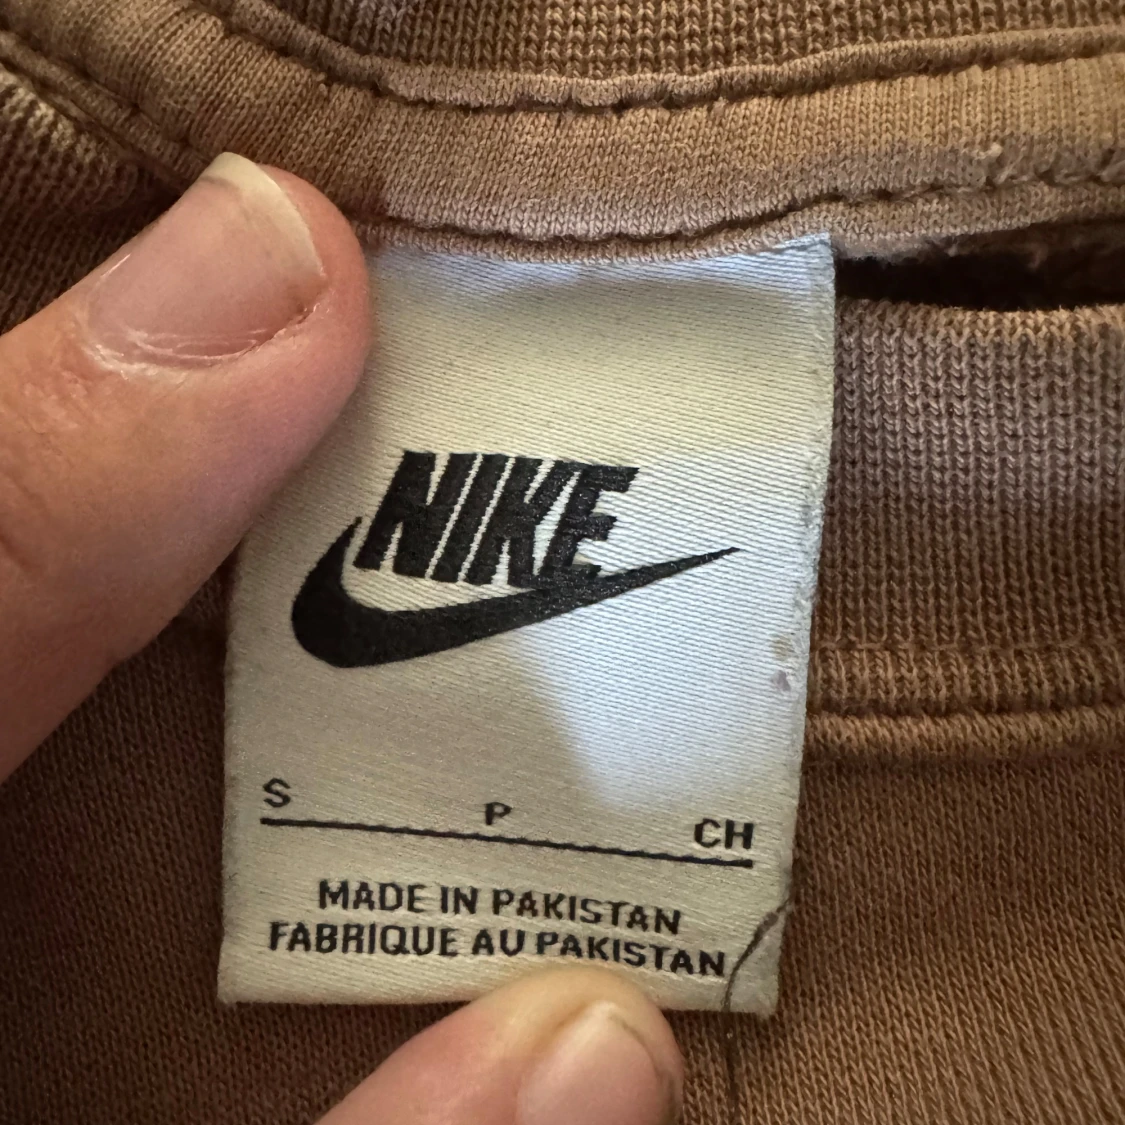 NIKE
S P CH
MADE IN PAKISTAN
FABRIQUE AU PAKISTAN